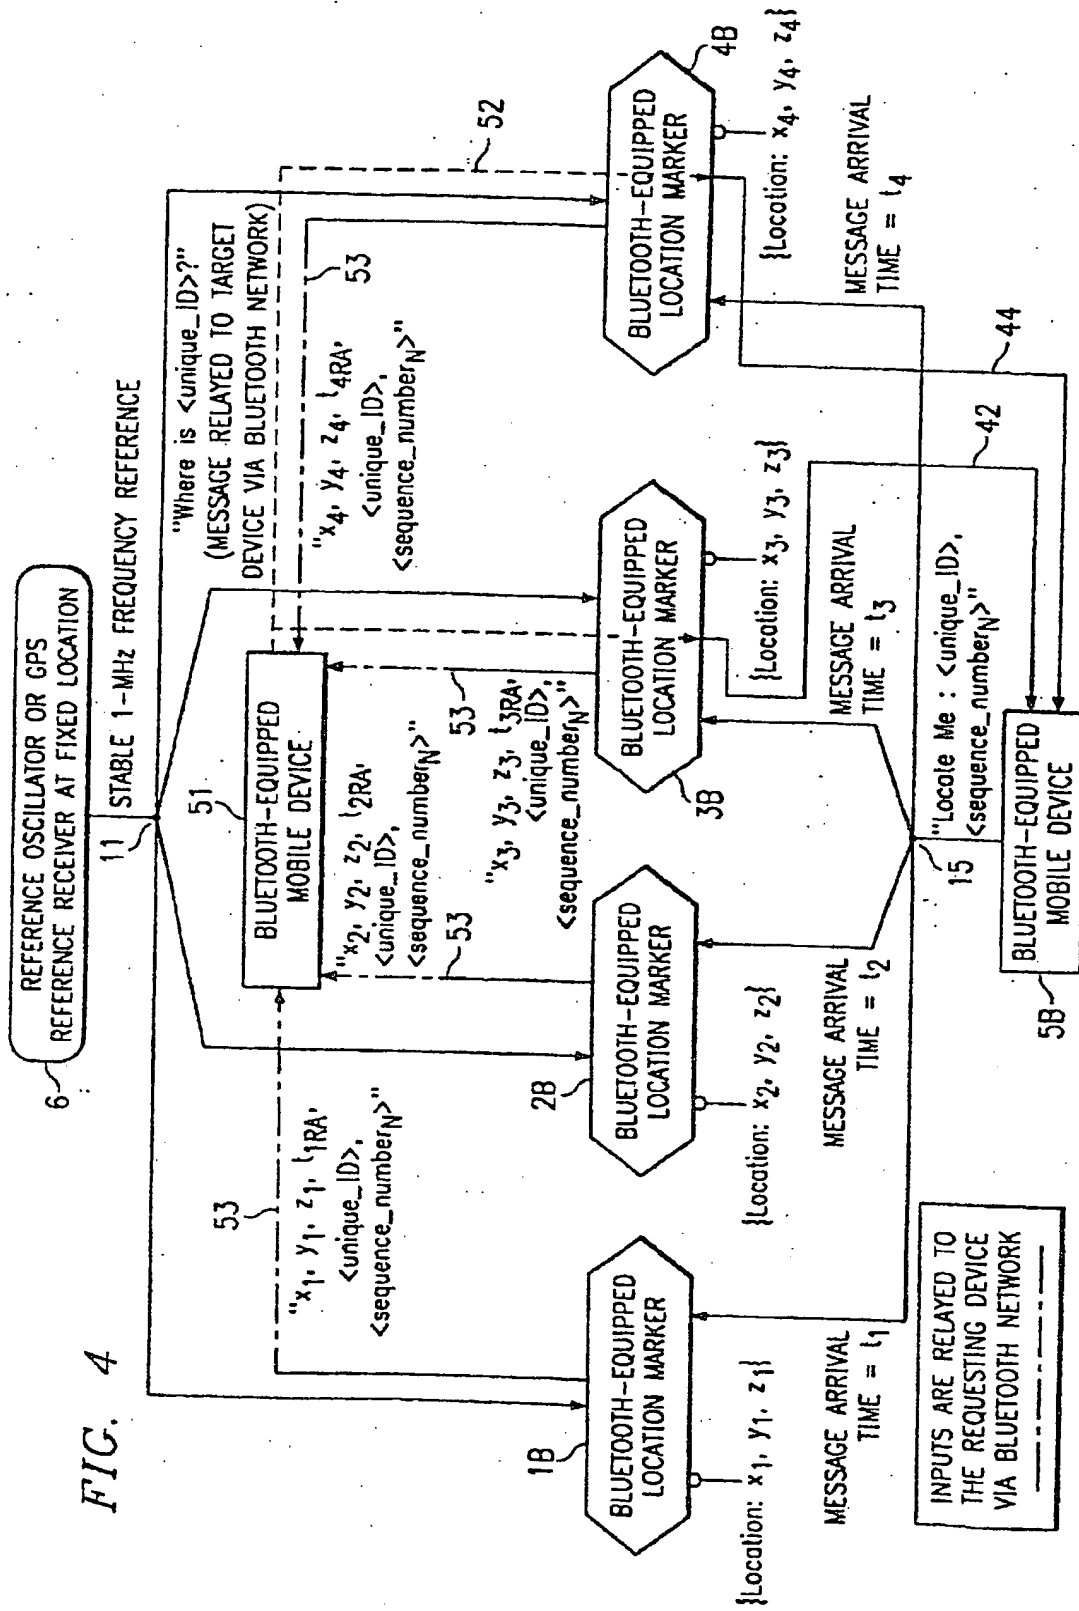 FIG. 4
REFERENCE OSCILLATOR OR GPS
REFERENCE RECEIVER AT FIXED LOCATION
6
11
STABLE 1-MHz FREQUENCY REFERENCE
"Where is <unique_ID>?"
(MESSAGE RELAYED TO TARGET
DEVICE VIA BLUETOOTH NETWORK)
52
51
BLUETOOTH-EQUIPPED
MOBILE DEVICE
53
"x1, y1, z1, t1RA,
<unique_ID>,
<sequence_numberN>"
"x2, y2, z2, t2RA,
<unique_ID>,
<sequence_numberN>"
53
53
"x3, y3, z3, t3RA,
<unique_ID>,
<sequence_numberN>"
53
"x4, y4, z4, t4RA,
<unique_ID>,
<sequence_numberN>"
1B
BLUETOOTH-EQUIPPED
LOCATION MARKER
{Location: x1, y1, z1}
2B
BLUETOOTH-EQUIPPED
LOCATION MARKER
{Location: x2, y2, z2}
3B
BLUETOOTH-EQUIPPED
LOCATION MARKER
{Location: x3, y3, z3}
4B
BLUETOOTH-EQUIPPED
LOCATION MARKER
{Location: x4, y4, z4}
MESSAGE ARRIVAL
TIME = t1
MESSAGE ARRIVAL
TIME = t2
MESSAGE ARRIVAL
TIME = t3
MESSAGE ARRIVAL
TIME = t4
42
44
15
"Locate Me : <unique_ID>,
<sequence_numberN>"
BLUETOOTH-EQUIPPED
MOBILE DEVICE
5B
INPUTS ARE RELAYED TO
THE REQUESTING DEVICE
VIA BLUETOOTH NETWORK